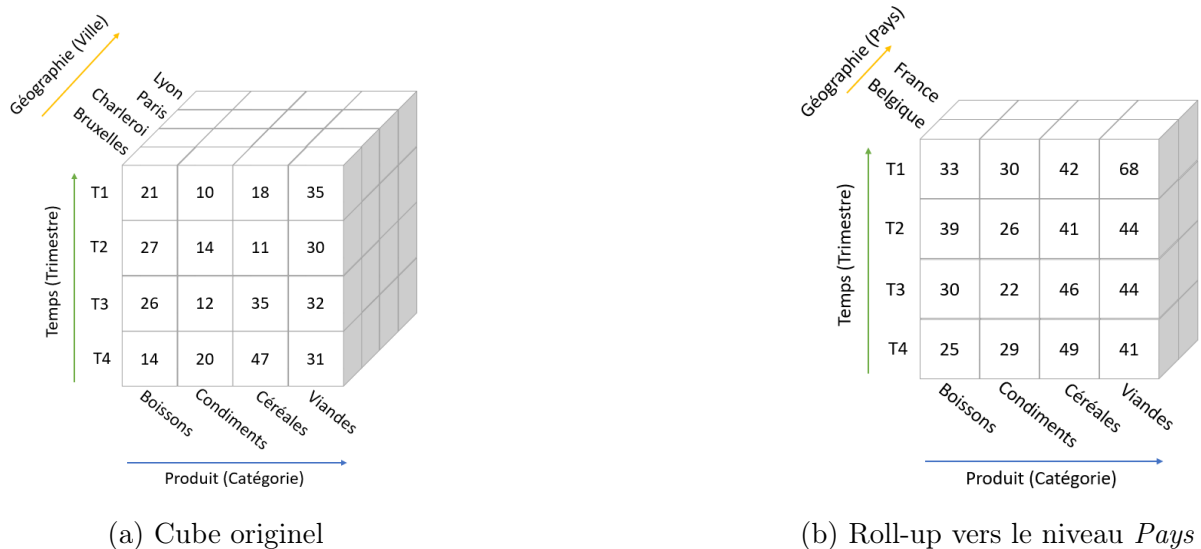 Géographie (Ville)
Lyon
Paris
Charleroi
Bruxelles
Temps (Trimestre)
T1 21 10 18 35
T2 27 14 11 30
T3 26 12 35 32
T4 14 20 47 31
Boissons
Condiments
Céréales
Viandes
Produit (Catégorie)
(a) Cube originel
Géographie (Pays)
France
Belgique
Temps (Trimestre)
T1 33 30 42 68
T2 39 26 41 44
T3 30 22 46 44
T4 25 29 49 41
Boissons
Condiments
Céréales
Viandes
Produit (Catégorie)
(b) Roll-up vers le niveau Pays